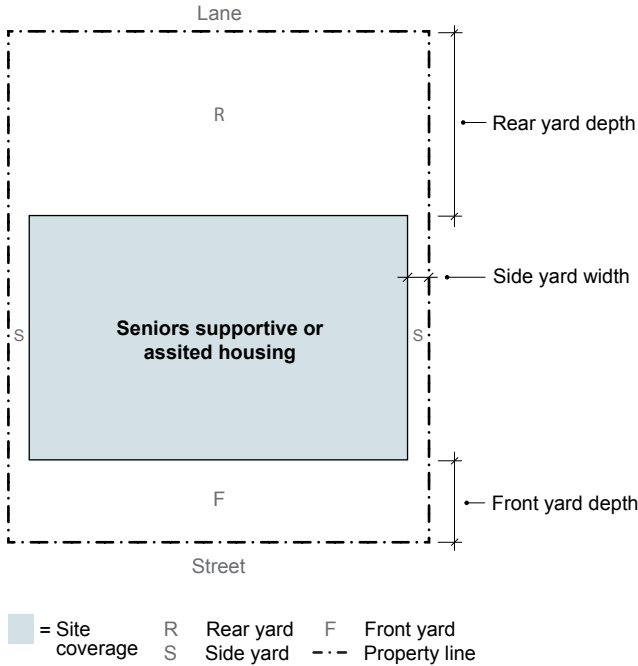 Lane
R
Rear yard depth
Side yard width
Seniors supportive or
assited housing
S
S
F
Front yard depth
Street
= Site
coverage
R Rear yard
F Front yard
S Side yard
Property line